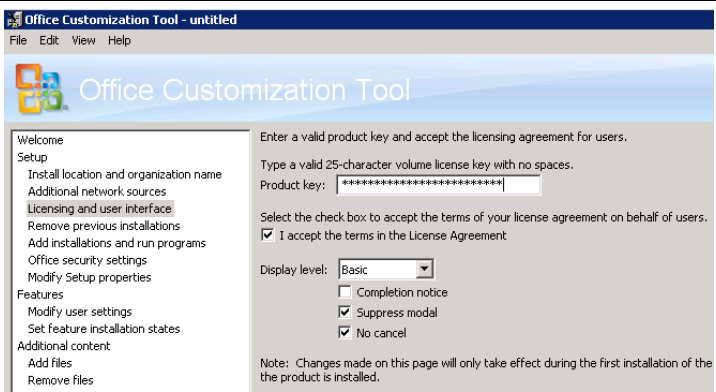 Office Customization Tool - untitled
File Edit View Help
Office Customization Tool
Welcome
Setup
Install location and organization name
Additional network sources
Licensing and user interface
Remove previous installations
Add installations and run programs
Office security settings
Modify Setup properties
Features
Modify user settings
Set feature installation states
Additional content
Add files
Remove files
Enter a valid product key and accept the licensing agreement for users.
Type a valid 25-character volume license key with no spaces.
Product key: *************************
Select the check box to accept the terms of your license agreement on behalf of users.
I accept the terms in the License Agreement
Display level: Basic
Completion notice
Suppress modal
No cancel
Note: Changes made on this page will only take effect during the first installation of the
the product is installed.